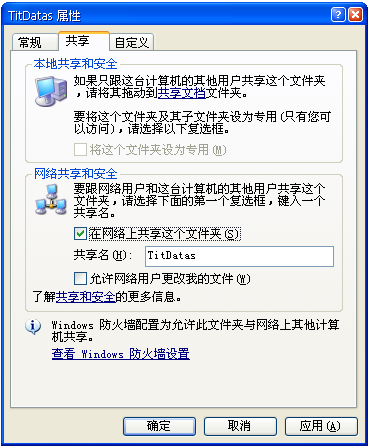 TitDatas 属性
常规 共享 自定义
本地共享和安全
如果只跟这台计算机的其他用户共享这个文件夹
，请将其拖动到共享文档文件夹。
要将这个文件夹及其子文件夹设为专用(只有您可
以访问)，请选择以下复选框。
将这个文件夹设为专用(M)
网络共享和安全
要跟网络用户和这台计算机的其他用户共享这个
文件夹，请选择下面的第一个复选框，键入一个
共享名。
在网络上共享这个文件夹(S)
共享名(H): TitDatas
允许网络用户更改我的文件(W)
了解共享和安全的更多信息。
Windows 防火墙配置为允许此文件夹与网络上其他计算
机共享。
查看 Windows 防火墙设置
确定 取消 应用(A)